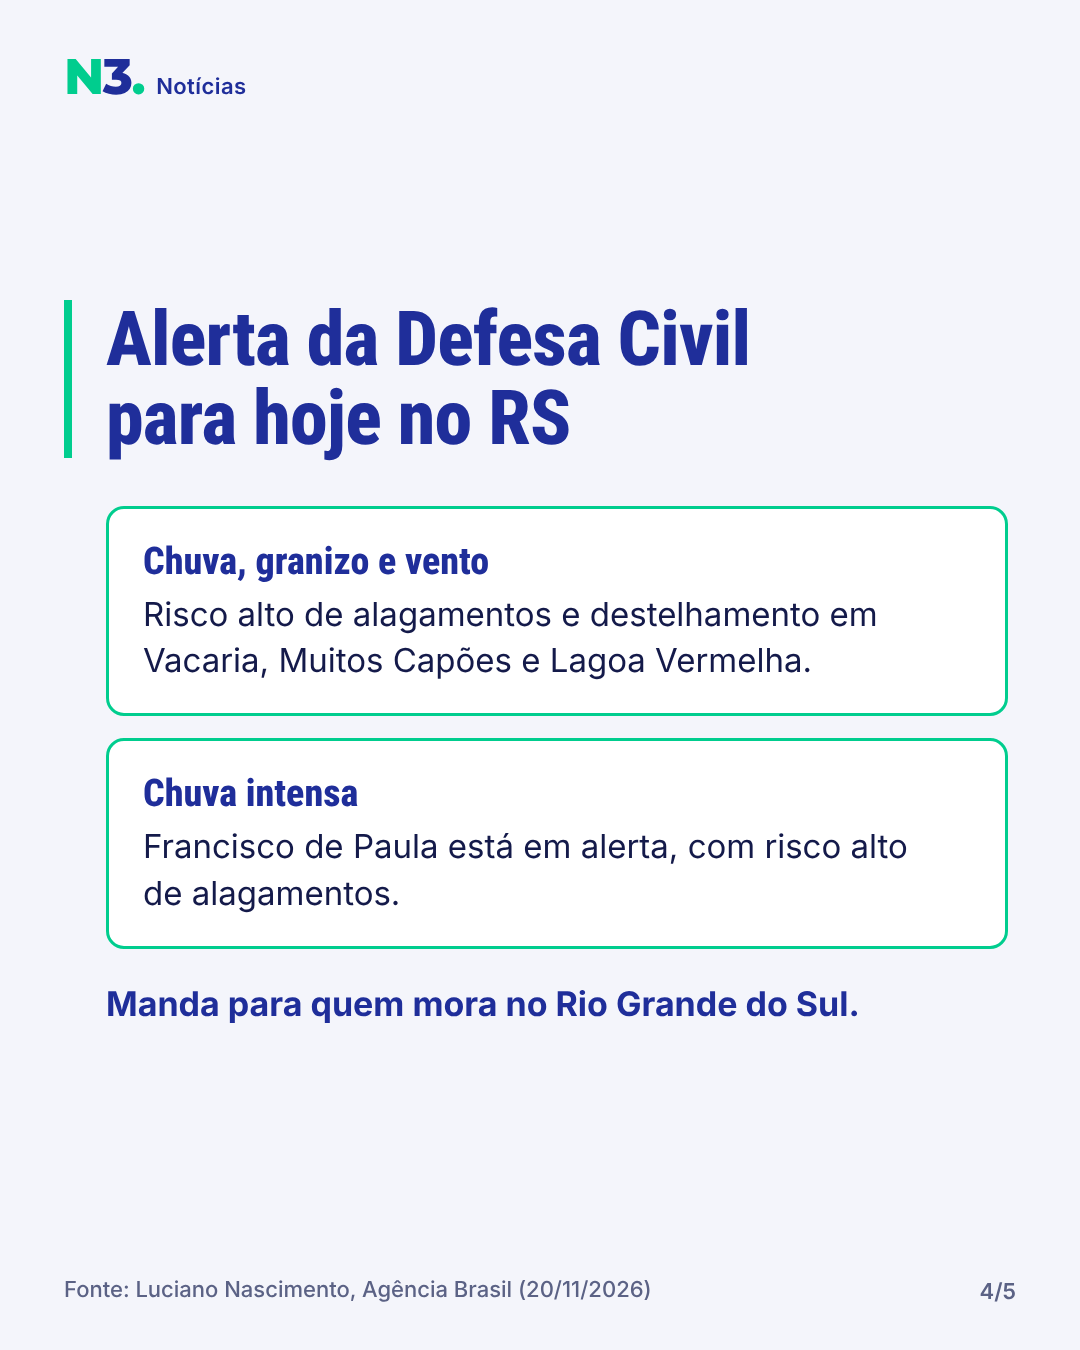 N3. Notícias
Alerta da Defesa Civil
para hoje no RS
Chuva, granizo e vento
Risco alto de alagamentos e destelhamento em
Vacaria, Muitos Capões e Lagoa Vermelha.
Chuva intensa
Francisco de Paula está em alerta, com risco alto
de alagamentos.
Manda para quem mora no Rio Grande do Sul.
Fonte: Luciano Nascimento, Agência Brasil (20/11/2026)
4/5